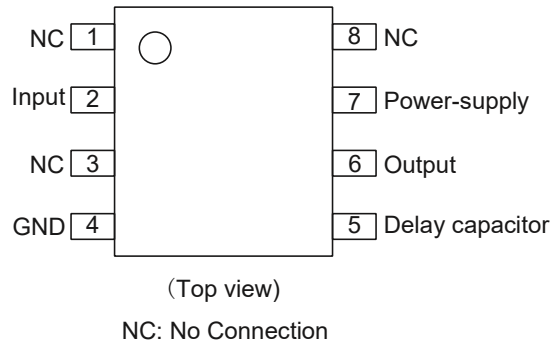 NC 1 8 NC
Input 2 7 Power-supply
NC 3 6 Output
GND 4 5 Delay capacitor
(Top view)
NC: No Connection